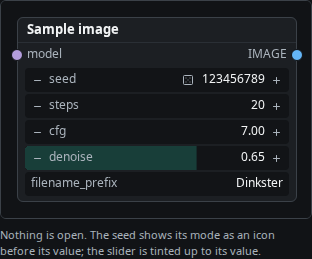 Sample image
model IMAGE
− seed 123456789 +
− steps 20 +
− cfg 7.00 +
− denoise 0.65 +
filename_prefix Dinkster
Nothing is open. The seed shows its mode as an icon
before its value; the slider is tinted up to its value.